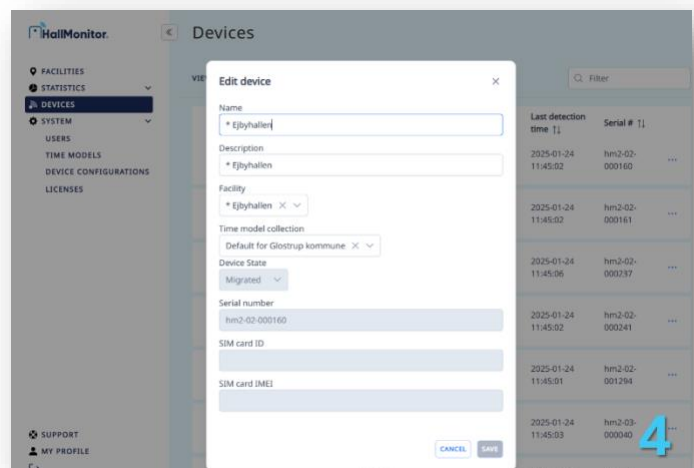 HallMonitor.
Devices
FACILITIES
STATISTICS
DEVICES
SYSTEM
USERS
TIME MODELS
DEVICE CONFIGURATIONS
LICENSES
SUPPORT
MY PROFILE
Filter
Edit device
Name
* Ejbyhallen
Description
* Ejbyhallen
Facility
* Ejbyhallen
Time model collection
Default for Glostrup kommune
Device State
Migrated
Serial number
hm2-02-000160
SIM card ID
SIM card IMEI
CANCEL SAVE
Last detection time Serial #
2025-01-24 11:45:02 hm2-02-000160
2025-01-24 11:45:02 hm2-02-000161
2025-01-24 11:45:06 hm2-02-000237
2025-01-24 11:45:02 hm2-02-000241
2025-01-24 11:45:01 hm2-02-001294
2025-01-24 11:45:03 hm2-03-000040
4